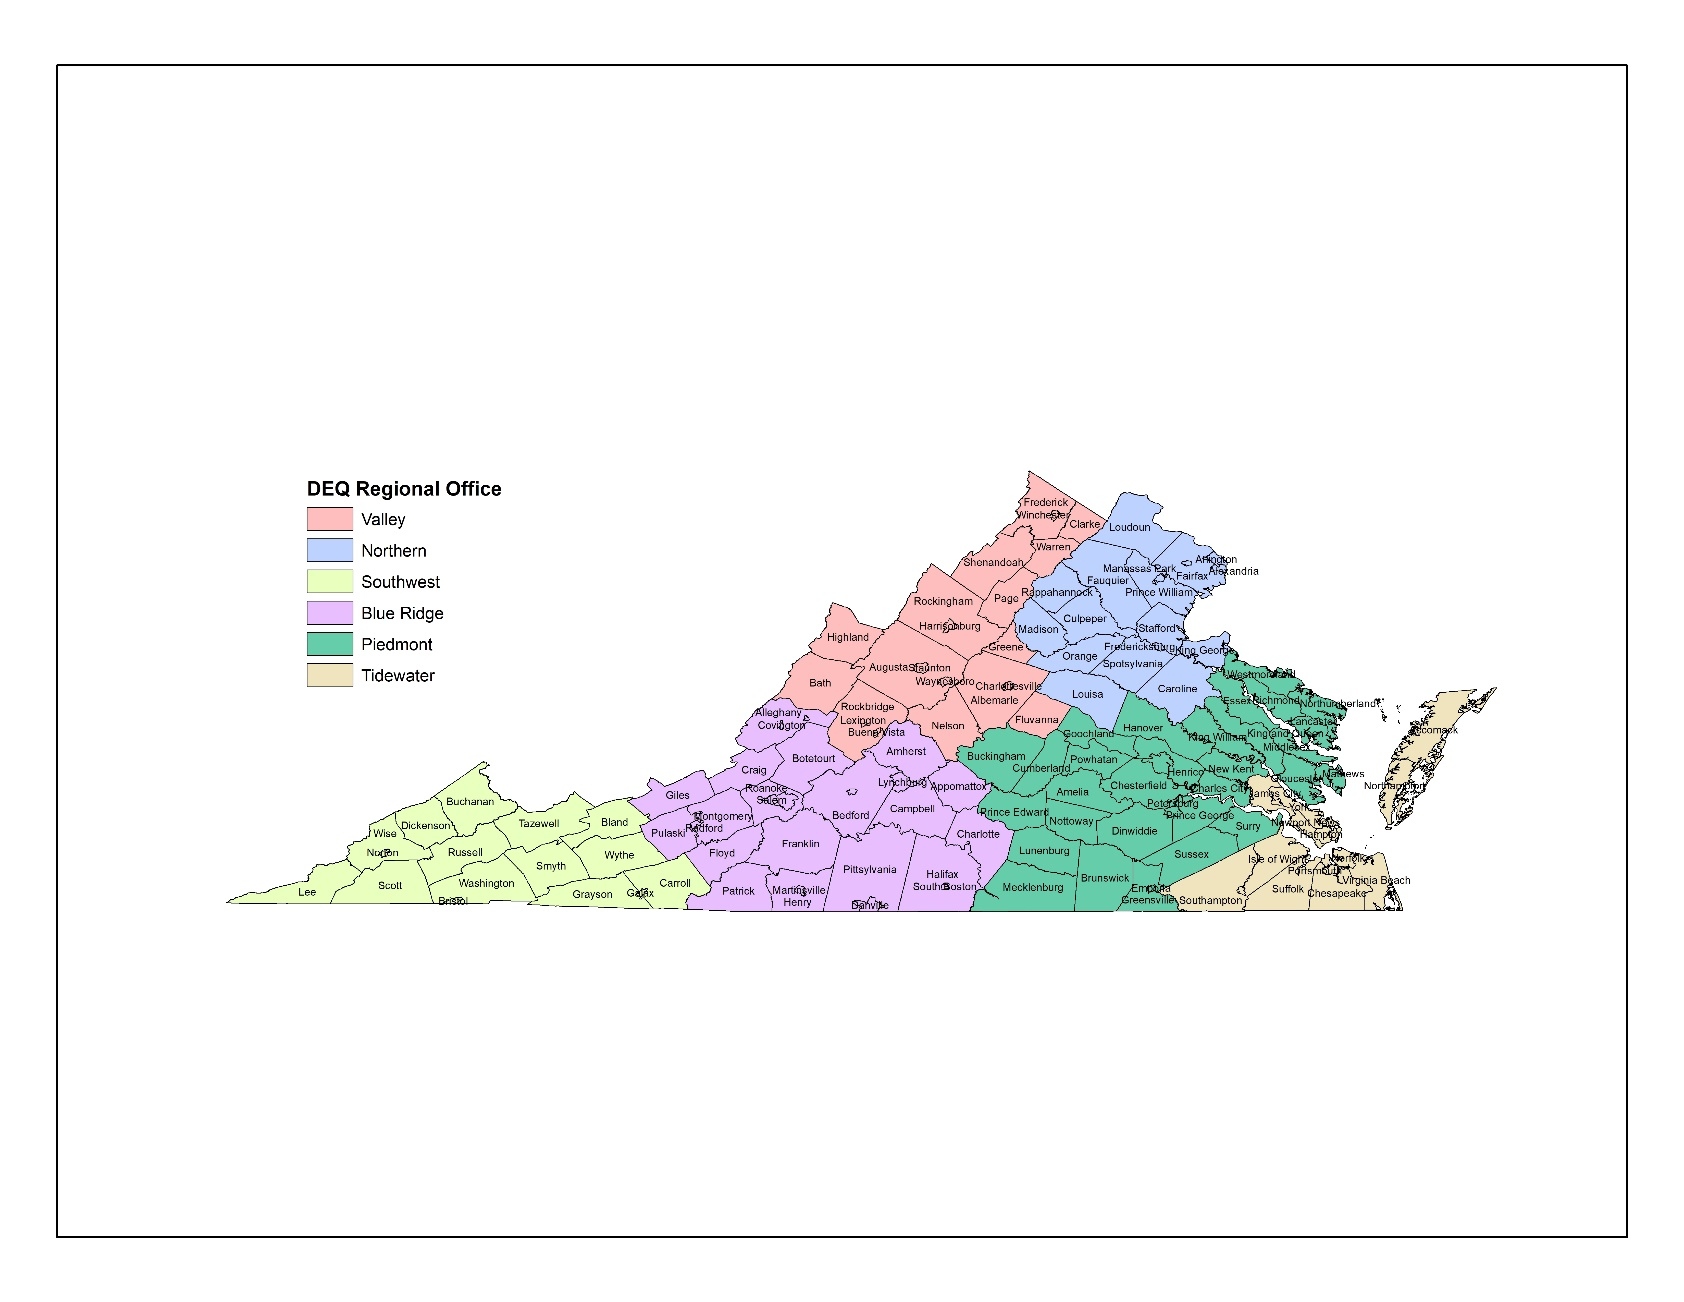 DEQ Regional Office
Valley
Northern
Southwest
Blue Ridge
Piedmont
Tidewater
Frederick
Winchester
Clarke
Loudoun
Warren
Shenandoah
Arlington
Alexandria
Manassas Park
Fairfax
Fauquier
Prince William
Rappahannock
Page
Rockingham
Culpeper
Harrisonburg
Madison
Stafford
Highland
Greene
Fredericksburg
King George
Orange
Spotsylvania
Augusta
Staunton
Waynesboro
Westmoreland
Bath
Charlottesville
Albemarle
Louisa
Caroline
Essex
Richmond
Northumberland
Rockbridge
Lexington
Buena Vista
Nelson
Fluvanna
Alleghany
Covington
Lancaster
Hanover
Goochland
King William
King and Queen
Middlesex
Accomack
Amherst
Botetourt
Buckingham
Cumberland
Powhatan
Henrico
New Kent
Gloucester
Mathews
Northampton
Craig
Giles
Roanoke
Salem
Lynchburg
Appomattox
Amelia
Chesterfield
Charles City
James City
York
Buchanan
Bedford
Campbell
Prince Edward
Petersburg
Prince George
Newport News
Hampton
Montgomery
Radford
Pulaski
Tazewell
Bland
Dickenson
Wise
Norton
Nottoway
Dinwiddie
Surry
Charlotte
Franklin
Floyd
Russell
Wythe
Lunenburg
Sussex
Isle of Wight
Norfolk
Portsmouth
Virginia Beach
Smyth
Pittsylvania
Halifax
South Boston
Brunswick
Mecklenburg
Emporia
Greensville
Southampton
Suffolk
Chesapeake
Lee
Scott
Washington
Bristol
Grayson
Galax
Carroll
Patrick
Martinsville
Henry
Danville